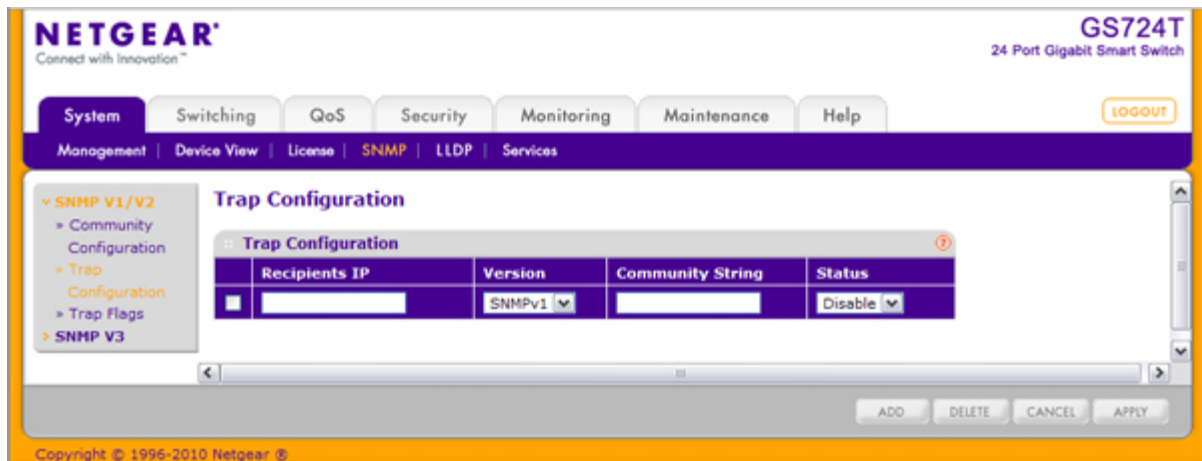 NETGEAR®
Connect with Innovation™
GS724T
24 Port Gigabit Smart Switch
System Switching QoS Security Monitoring Maintenance Help LOGOUT
Management | Device View | License | SNMP | LLDP | Services
SNMP V1/V2
» Community
Configuration
» Trap
Configuration
» Trap Flags
SNMP V3
Trap Configuration
Trap Configuration ?
Recipients IP Version Community String Status
SNMPv1 Disable
ADD DELETE CANCEL APPLY
Copyright © 1996-2010 Netgear ®